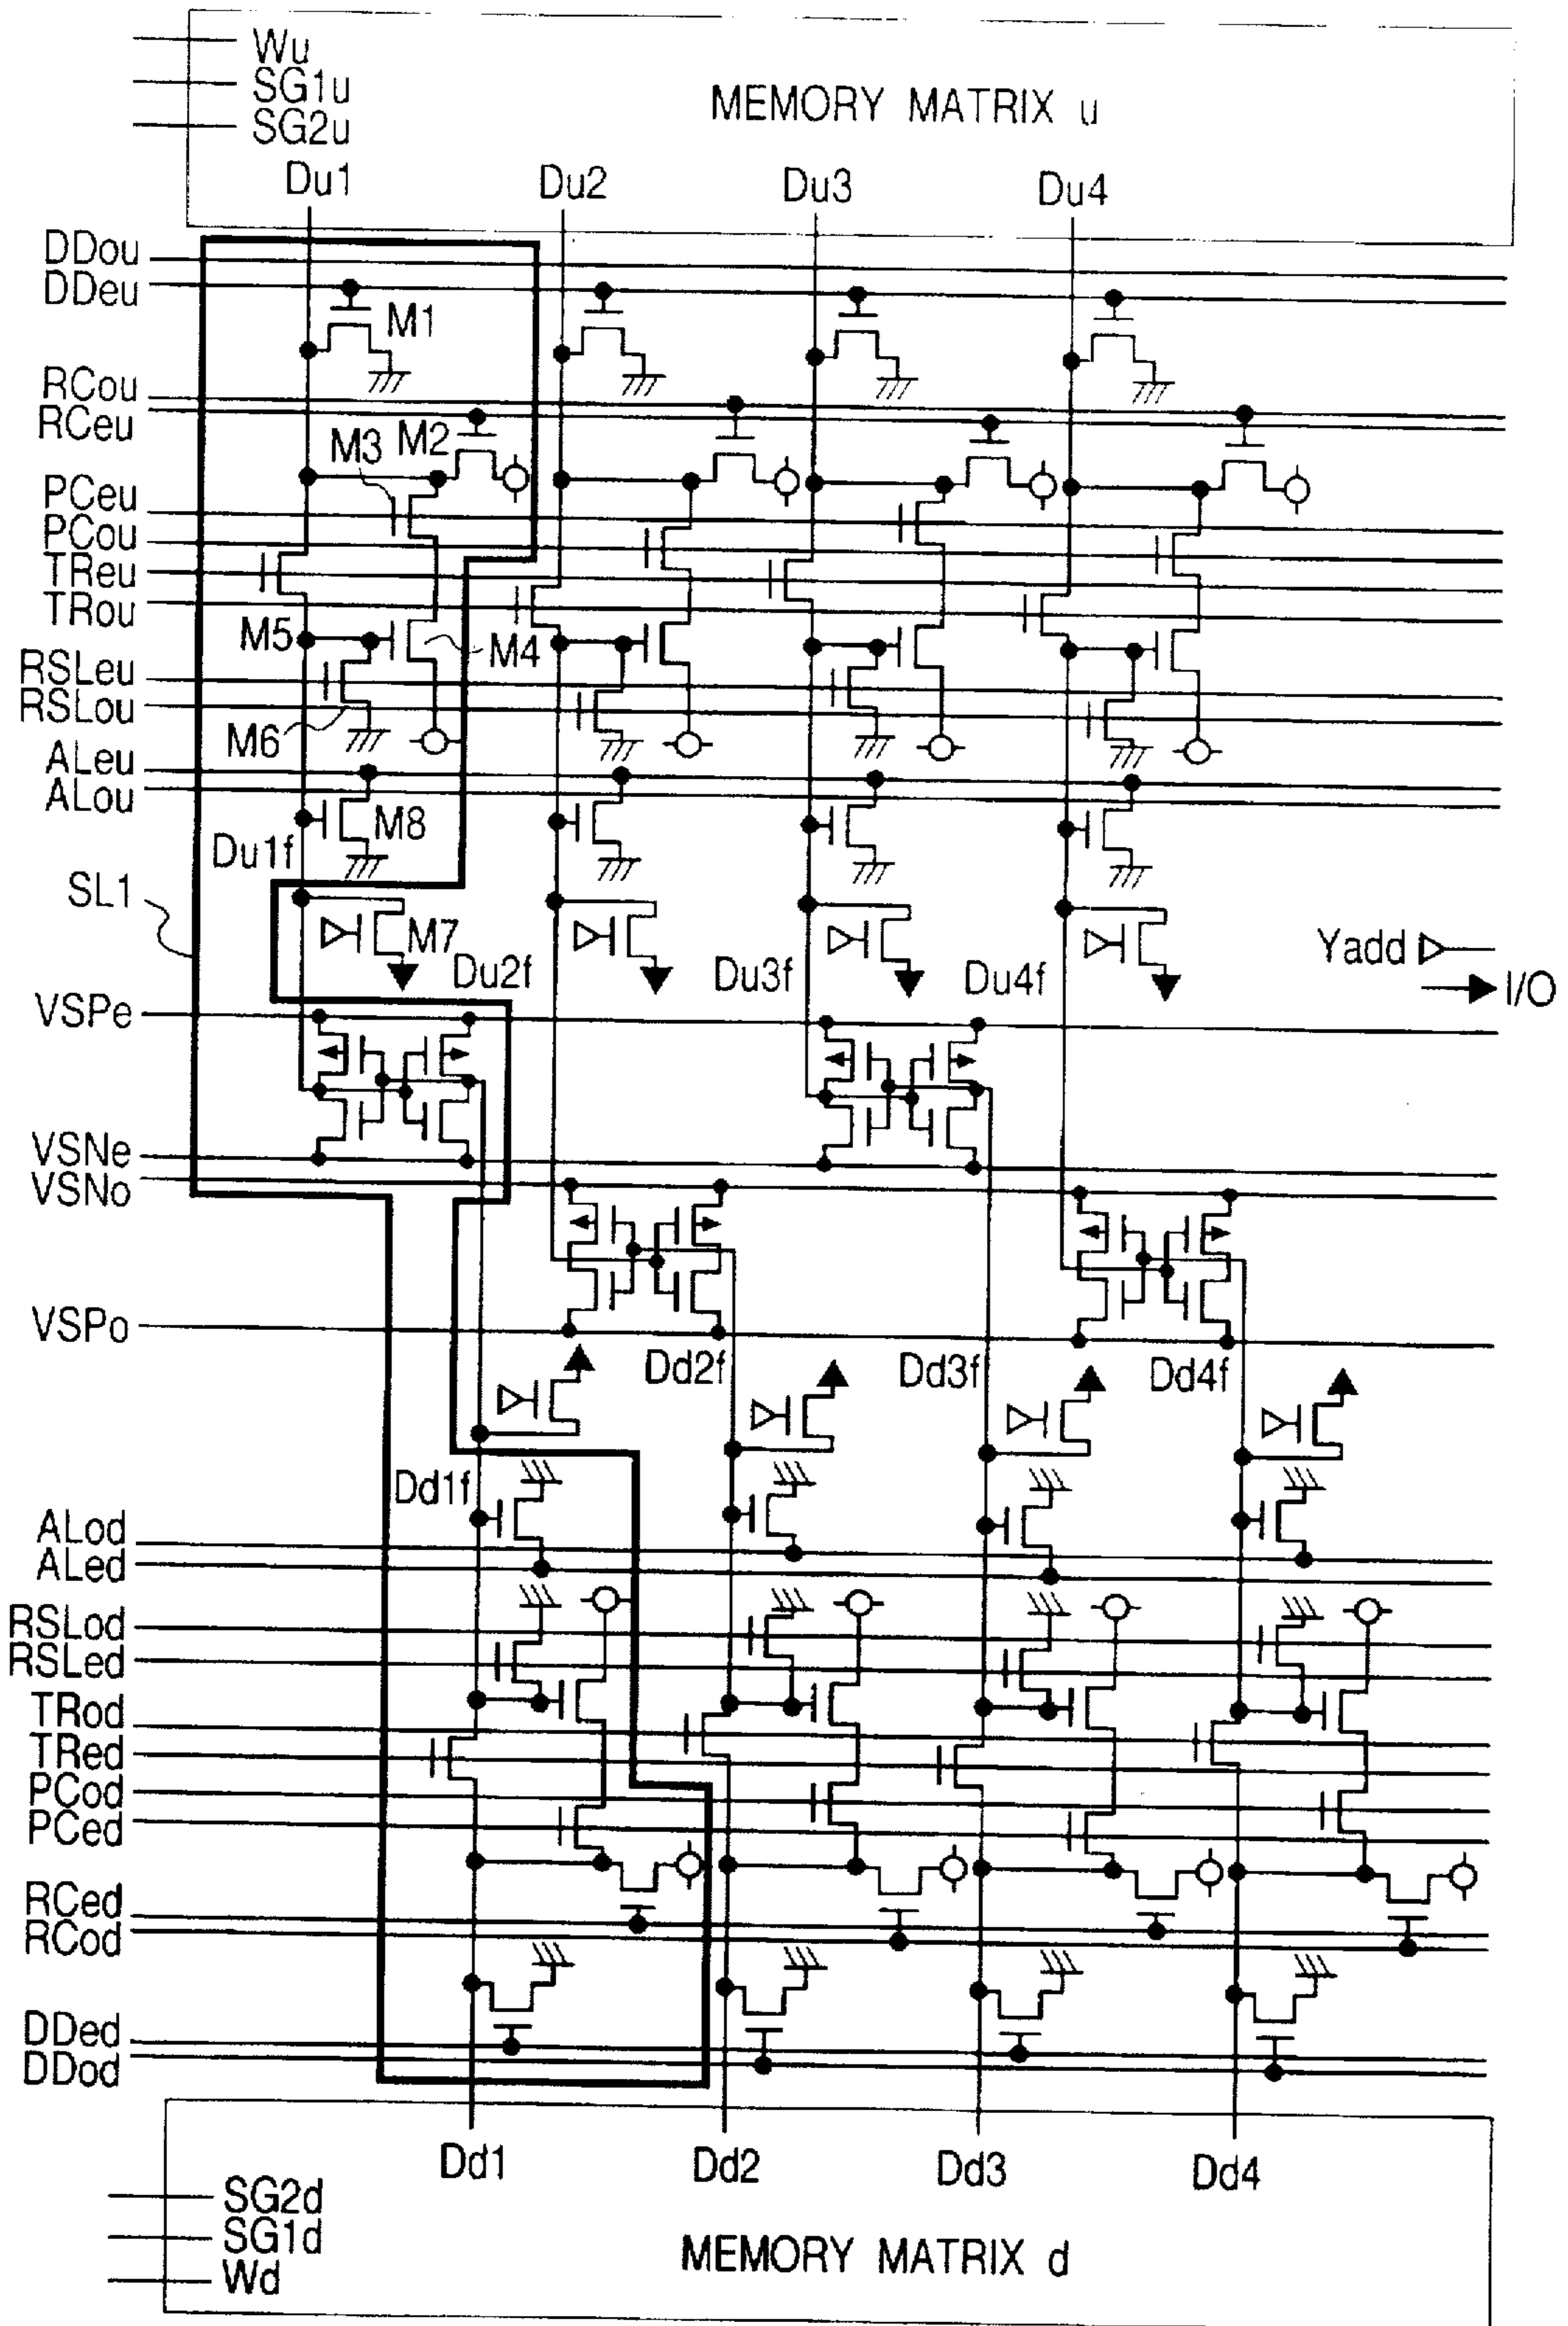 Wu
SG1u
SG2u
MEMORY MATRIX u
Du1 Du2 Du3 Du4
DDou
DDeu
M1
RCou
RCeu
M3 M2
PCeu
PCou
TReu
TRou
M5 M4
RSLeu
RSLou
M6
ALeu
ALou
M8
Du1f
SL1
M7
Du2f Du3f Du4f
Yadd
I/O
VSPe
VSNe
VSNo
VSPo
Dd2f Dd3f Dd4f
Dd1f
ALod
ALed
RSLod
RSLed
TRod
TRed
PCod
PCed
RCed
RCod
DDed
DDod
Dd1 Dd2 Dd3 Dd4
SG2d
SG1d
Wd
MEMORY MATRIX d